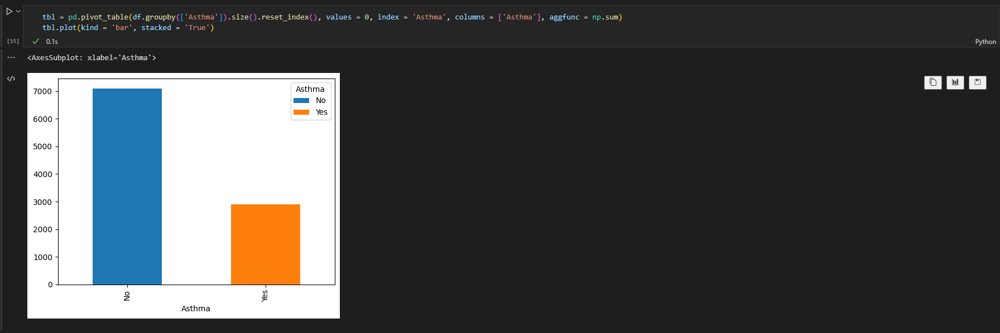 tbl = pd.pivot_table(df.groupby(['Asthma']).size().reset_index(), values = 0, index = 'Asthma', columns = ['Asthma'], aggfunc = np.sum)
tbl.plot(kind = 'bar', stacked = 'True')
[15] 0.1s Python
<AxesSubplot: xlabel='Asthma'>
Asthma
No
Yes
7000
6000
5000
4000
3000
2000
1000
0
No Yes
Asthma